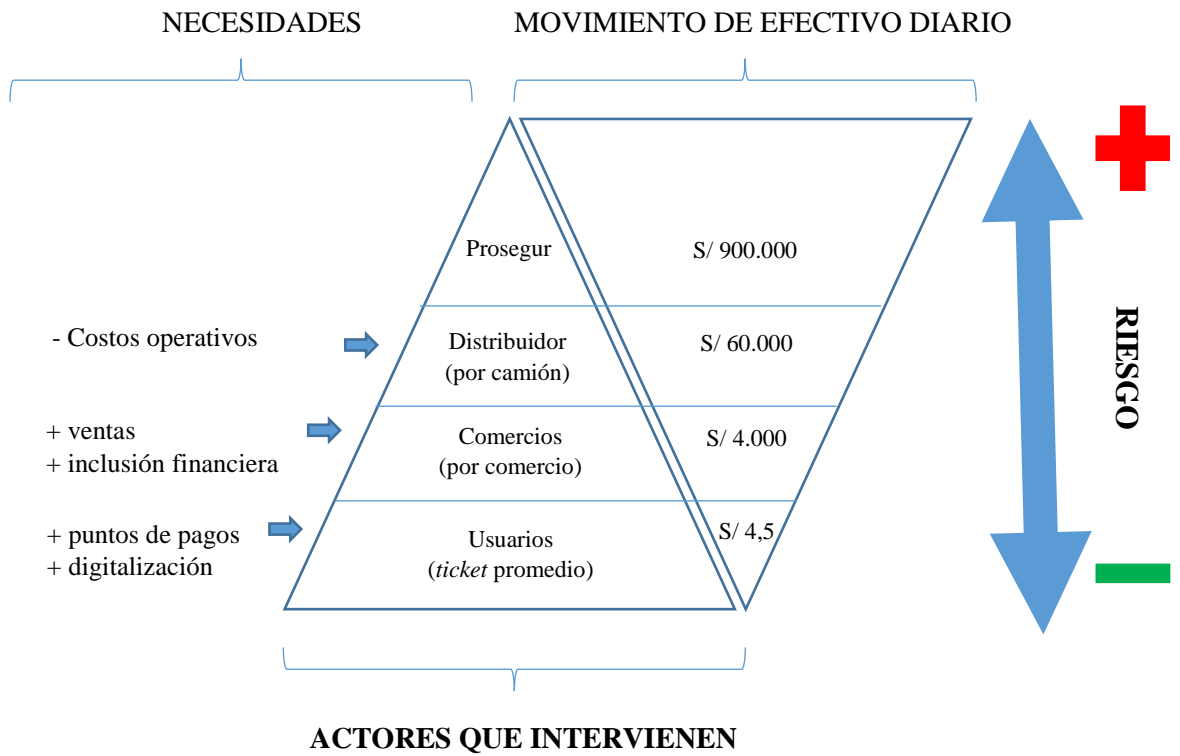 NECESIDADES
MOVIMIENTO DE EFECTIVO DIARIO
Prosegur
S/ 900.000
- Costos operativos
Distribuidor
(por camión)
S/ 60.000
+ ventas
+ inclusión financiera
Comercios
(por comercio)
S/ 4.000
+ puntos de pagos
+ digitalización
Usuarios
(ticket promedio)
S/ 4,5
RIESGO
ACTORES QUE INTERVIENEN